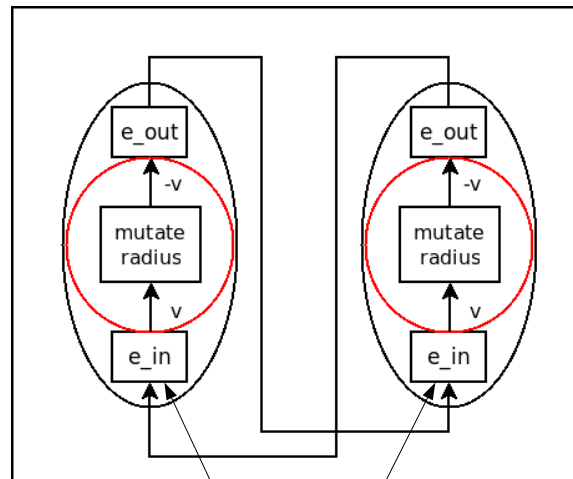 e_out
-v
mutate
radius
v
e_in
e_out
-v
mutate
radius
v
e_in